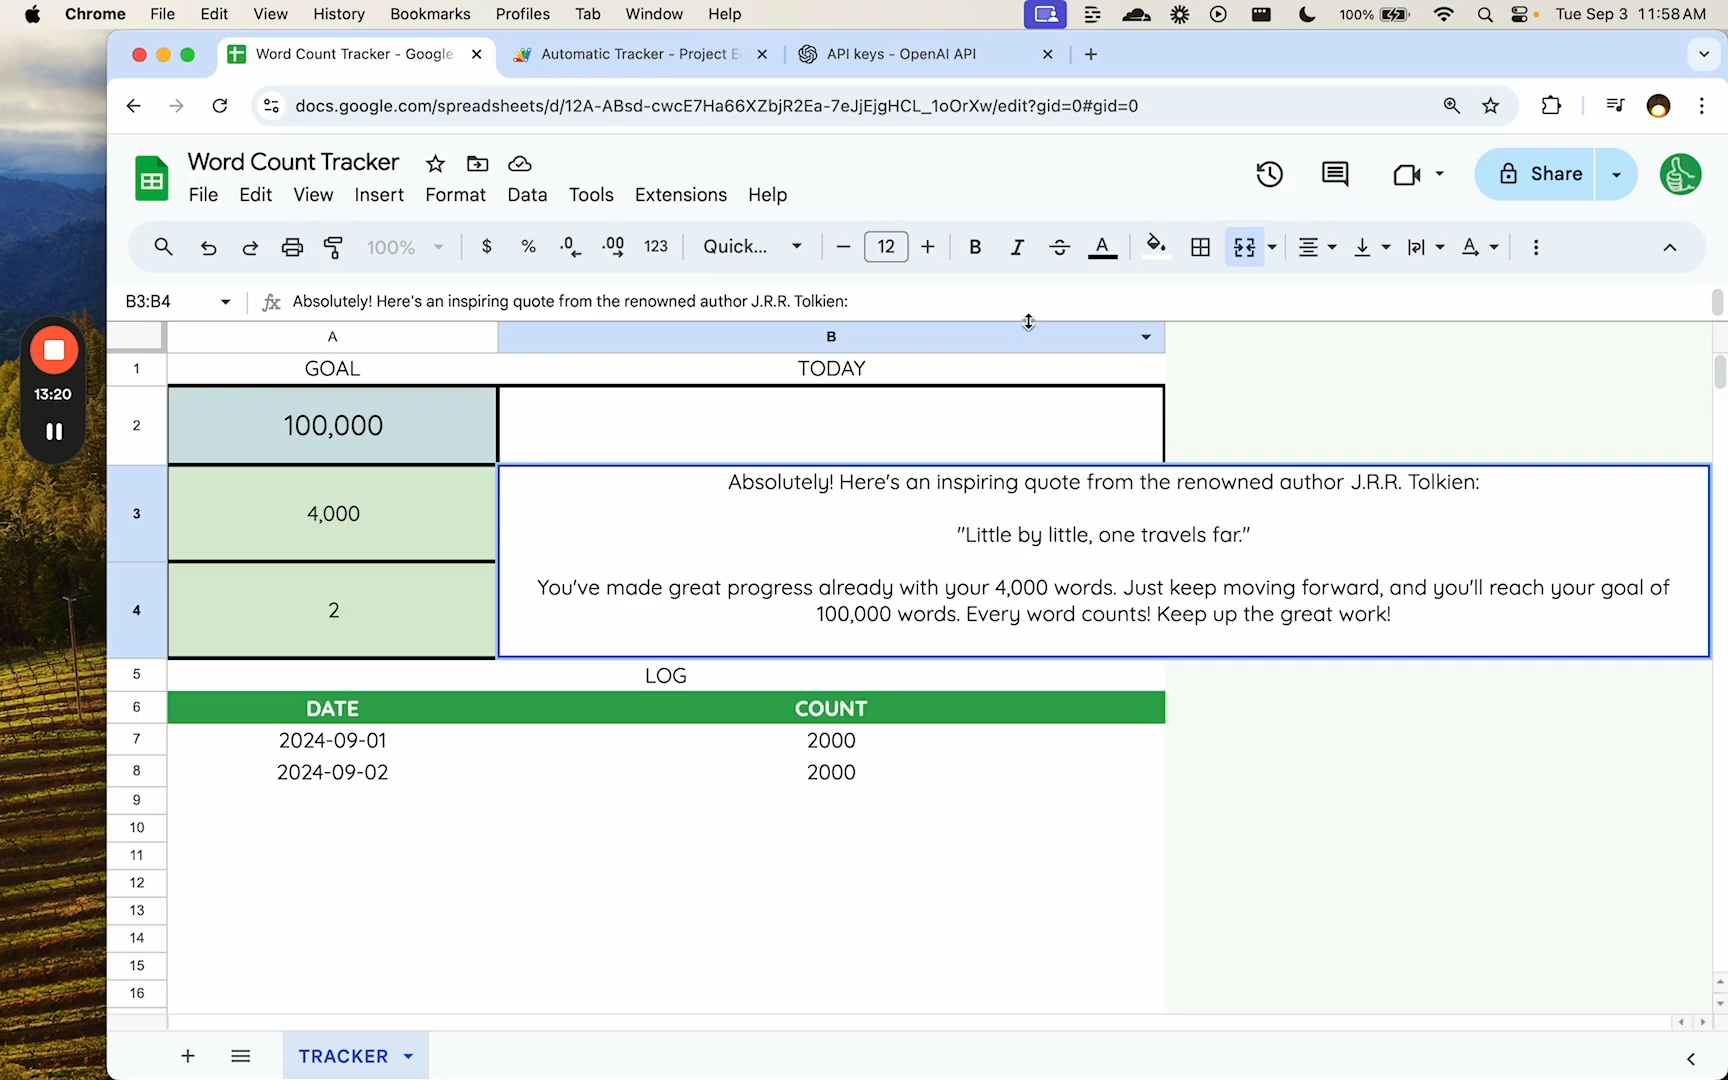 Chrome File Edit View History Bookmarks Profiles Tab Window Help 100% Tue Sep 3 11:58 AM
Word Count Tracker - Google Automatic Tracker - Project E API keys - OpenAI API
docs.google.com/spreadsheets/d/12A-ABsd-cwcE7Ha66XZbjR2Ea-7eJjEjgHCL_1oOrXw/edit?gid=0#gid=0
Word Count Tracker
Share
File Edit View Insert Format Data Tools Extensions Help
100% $ % .0 .00 123 Quick... 12 B I A
B3:B4 fx Absolutely! Here's an inspiring quote from the renowned author J.R.R. Tolkien:
A B
1 GOAL TODAY
13:20
2 100,000
3 4,000
Absolutely! Here's an inspiring quote from the renowned author J.R.R. Tolkien:
"Little by little, one travels far."
You've made great progress already with your 4,000 words. Just keep moving forward, and you'll reach your goal of
100,000 words. Every word counts! Keep up the great work!
4 2
5 LOG
6 DATE COUNT
7 2024-09-01 2000
8 2024-09-02 2000
9
10
11
12
13
14
15
16
TRACKER